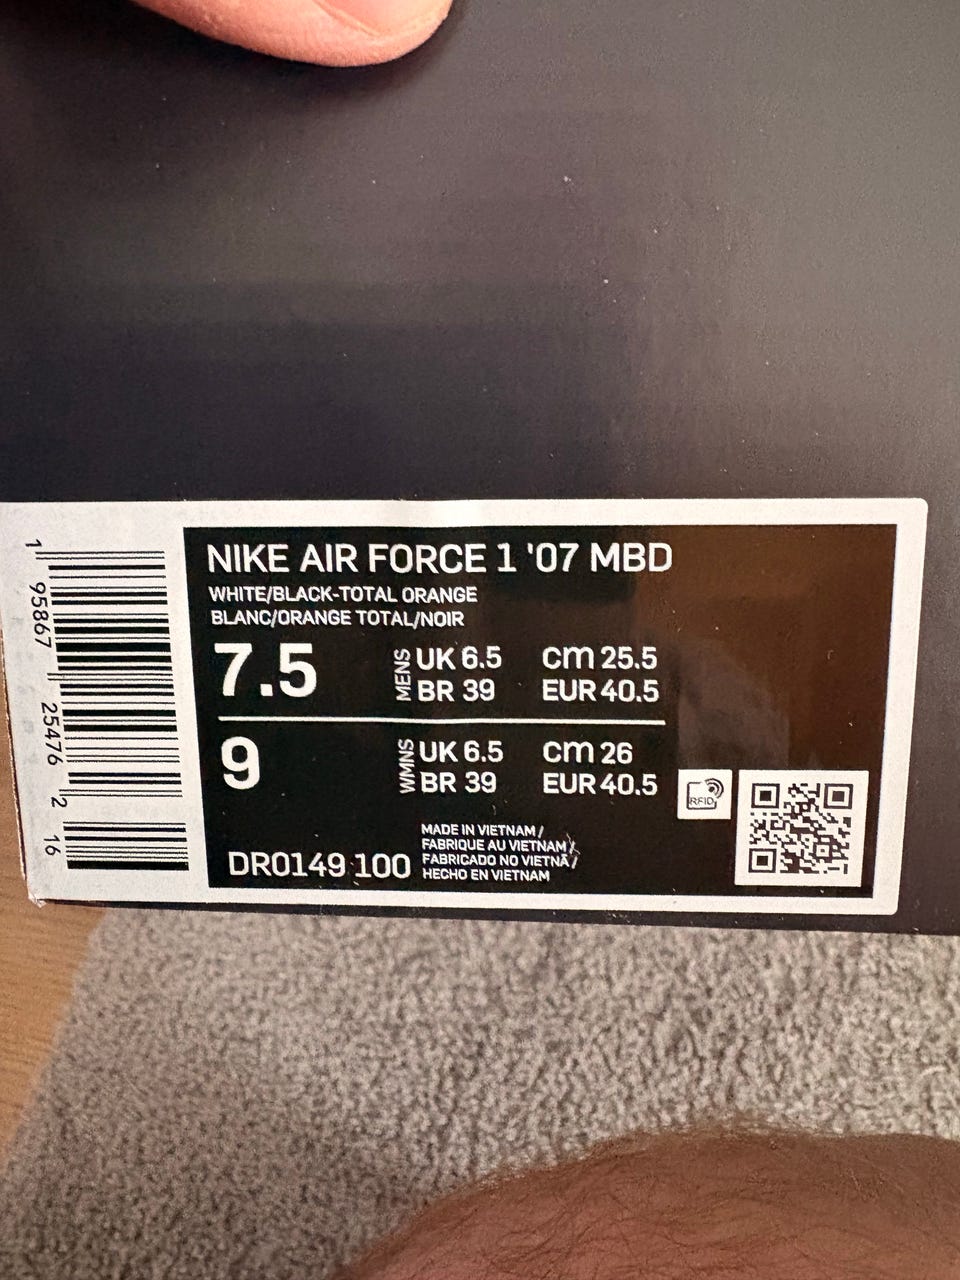 NIKE AIR FORCE 1 '07 MBD
WHITE/BLACK-TOTAL ORANGE
BLANC/ORANGE TOTAL/NOIR
7.5 MENS UK 6.5 cm 25.5
BR 39 EUR 40.5
9 WMNS UK 6.5 cm 26
BR 39 EUR 40.5
RFID
MADE IN VIETNAM /
FABRIQUE AU VIETNAM /
FABRICADO NO VIETNÃ /
HECHO EN VIETNAM
DR0149 100
1 95867 25476 2 16